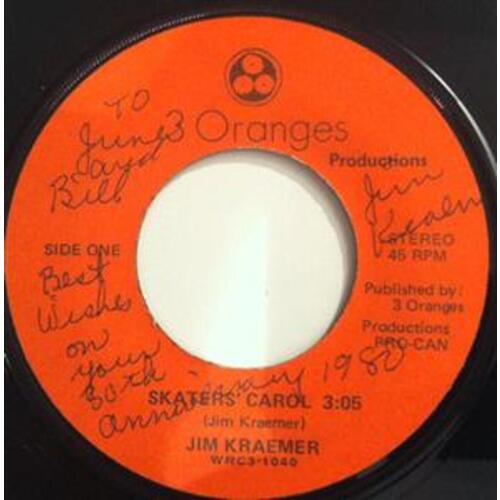 TO
June
and
Bill
3 Oranges
Productions
Jim
Kraemer
SIDE ONE
STEREO
45 RPM
Best
Wishes
on
your
30th
anniversary 1980
Published by:
3 Oranges
Productions
PRO-CAN
SKATERS' CAROL 3:05
(Jim Kraemer)
JIM KRAEMER
WRC3-1040